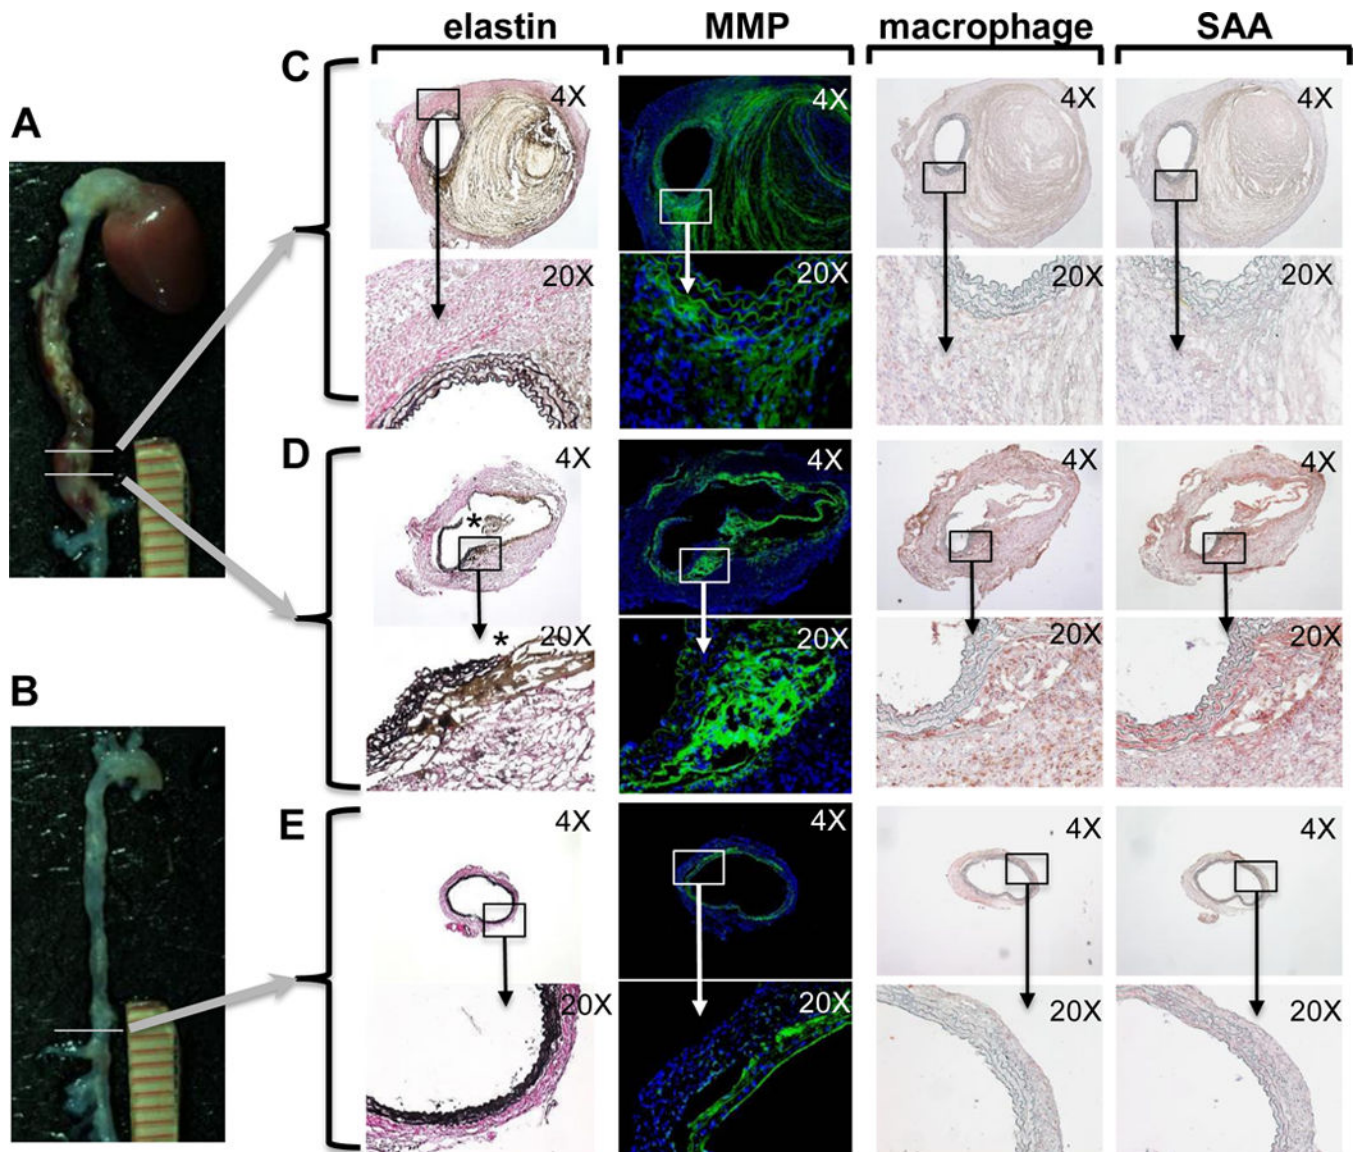 elastin MMP macrophage SAA
C
4X 4X 4X 4X
A
20X 20X 20X 20X
D
4X 4X 4X 4X
*
20X 20X 20X 20X
*
B
E
4X 4X 4X 4X
20X 20X 20X 20X